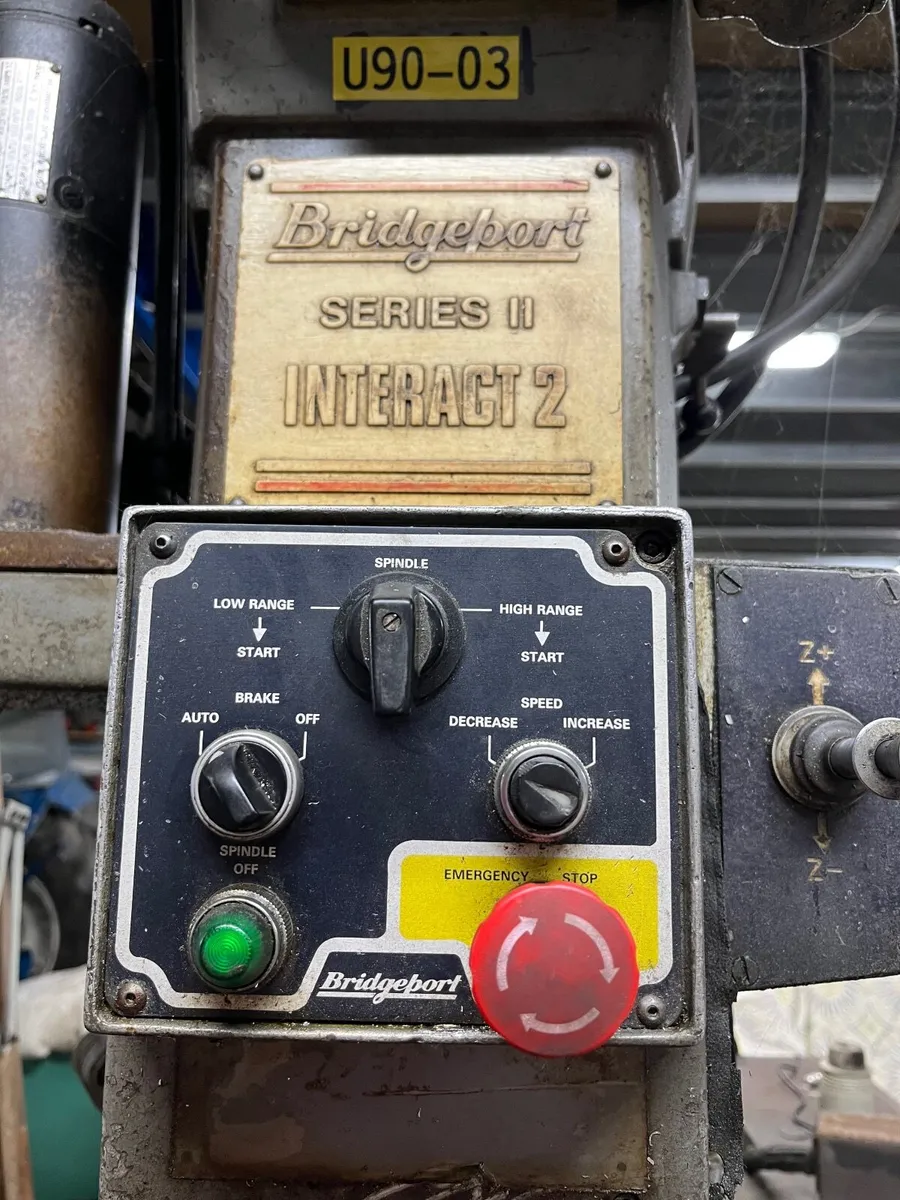 U90-03
Bridgeport
SERIES II
INTERACT 2
SPINDLE
LOW RANGE
HIGH RANGE
START
START
BRAKE
AUTO
OFF
SPEED
DECREASE
INCREASE
SPINDLE
OFF
EMERGENCY STOP
Bridgeport
Z+
Z-